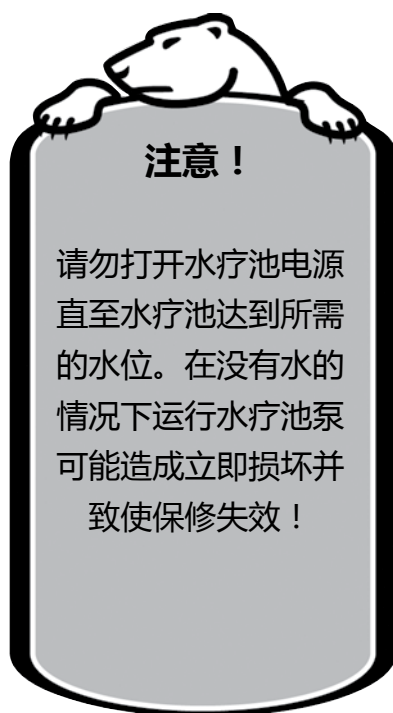 注意！
请勿打开水疗池电源
直至水疗池达到所需
的水位。在没有水的
情况下运行水疗池泵
可能造成立即损坏并
致使保修失效！